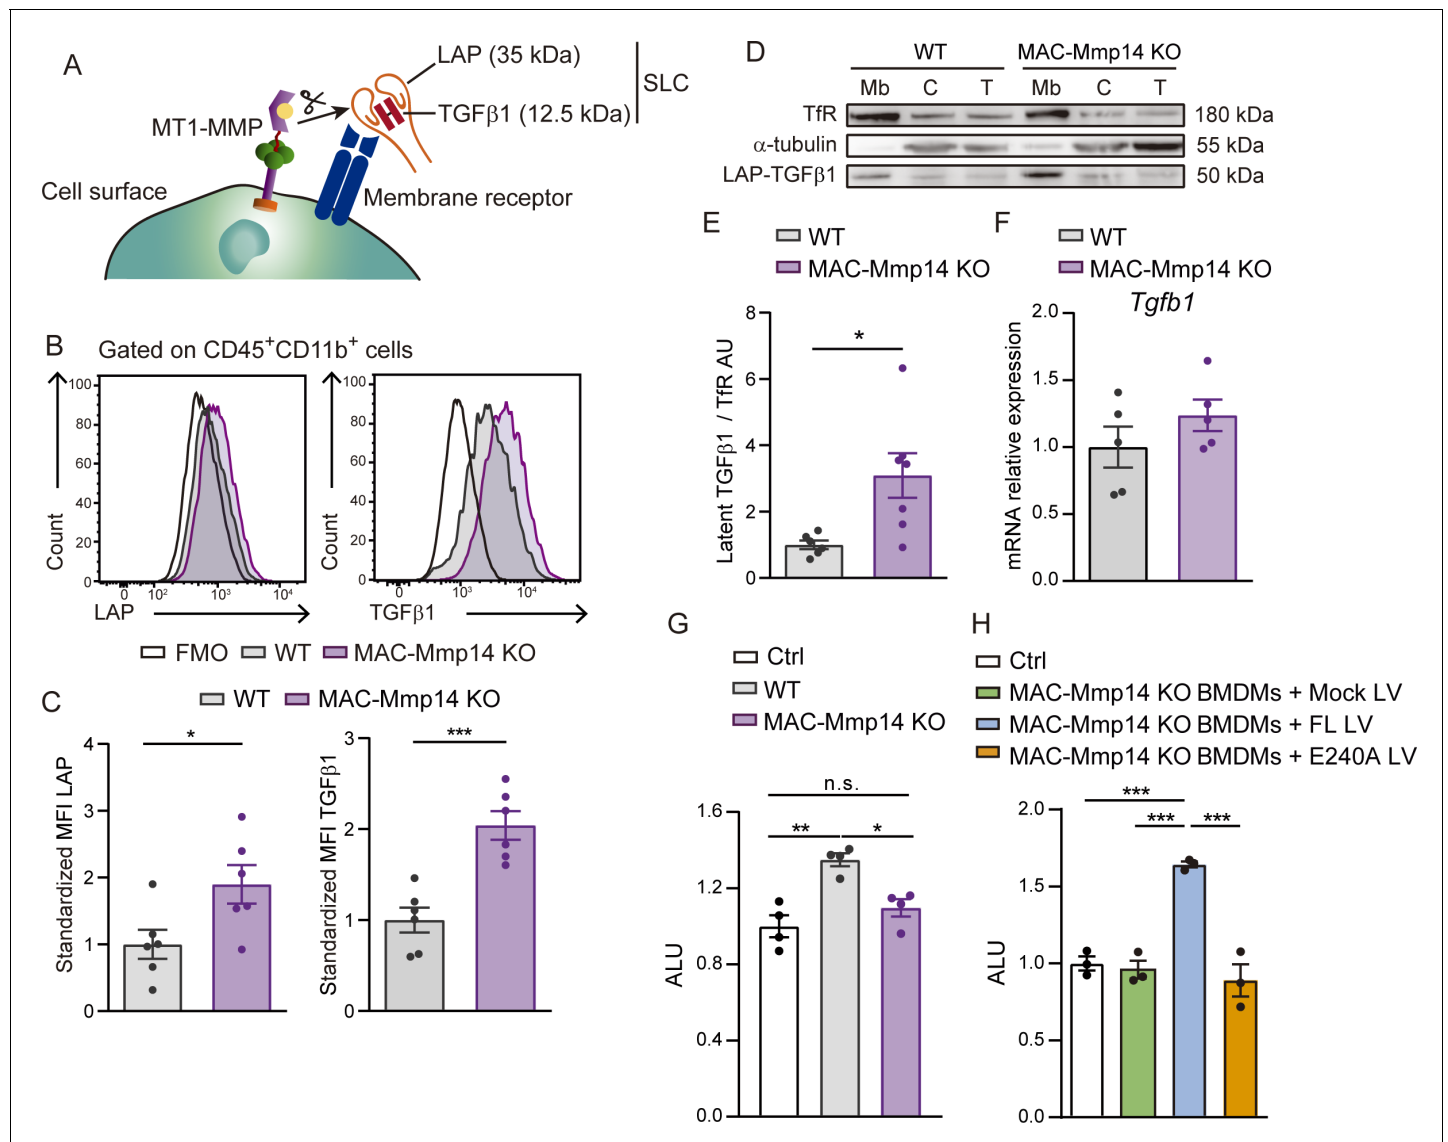 A
LAP (35 kDa)
SLC
TGFβ1 (12.5 kDa)
MT1-MMP
Cell surface
Membrane receptor
B
Gated on CD45+CD11b+ cells
100
80
60
40
20
0
Count
0 10² 10³ 10⁴
LAP
100
80
60
40
20
0
Count
0 10³ 10⁴
TGFβ1
FMO WT MAC-Mmp14 KO
C
WT MAC-Mmp14 KO
Standardized MFI LAP
4
3
2
1
0
*
Standardized MFI TGFβ1
3
2
1
0
***
D
WT MAC-Mmp14 KO
Mb C T Mb C T
TfR 180 kDa
α-tubulin 55 kDa
LAP-TGFβ1 50 kDa
E
WT
MAC-Mmp14 KO
Latent TGFβ1 / TfR AU
8
6
4
2
0
*
F
WT
MAC-Mmp14 KO
Tgfb1
mRNA relative expression
2.0
1.5
1.0
0.5
0.0
G
Ctrl
WT
MAC-Mmp14 KO
n.s.
** *
ALU
1.6
1.2
0.8
0.4
0.0
H
Ctrl
MAC-Mmp14 KO BMDMs + Mock LV
MAC-Mmp14 KO BMDMs + FL LV
MAC-Mmp14 KO BMDMs + E240A LV
***
*** ***
ALU
2.0
1.5
1.0
0.5
0.0